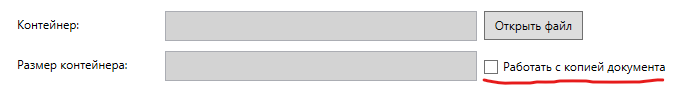 Контейнер: Открыть файл
Размер контейнера: Работать с копией документа